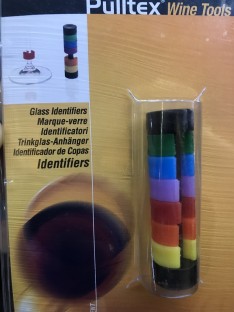 Pulltex Wine Tools
Glass Identifiers
Marque-verre
Identificatori
Trinkglas-Anhänger
Identificador de Copas
Identifiers